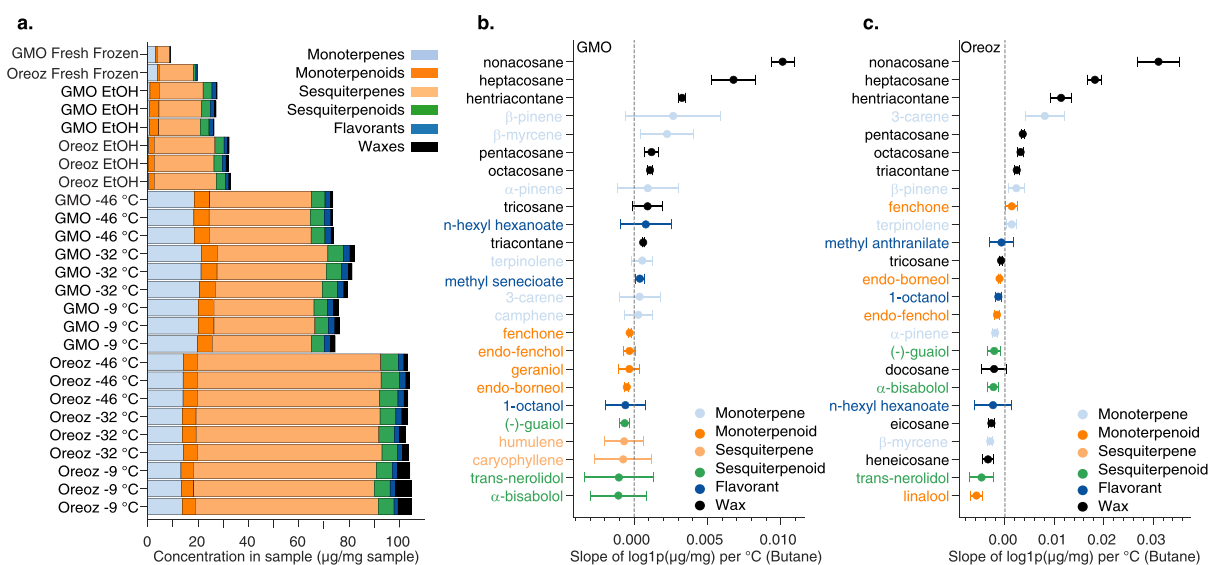 a.
GMO Fresh Frozen
Oreoz Fresh Frozen
GMO EtOH
GMO EtOH
GMO EtOH
Oreoz EtOH
Oreoz EtOH
Oreoz EtOH
GMO -46 °C
GMO -46 °C
GMO -46 °C
GMO -32 °C
GMO -32 °C
GMO -32 °C
GMO -9 °C
GMO -9 °C
GMO -9 °C
Oreoz -46 °C
Oreoz -46 °C
Oreoz -46 °C
Oreoz -32 °C
Oreoz -32 °C
Oreoz -32 °C
Oreoz -9 °C
Oreoz -9 °C
Oreoz -9 °C
Monoterpenes
Monoterpenoids
Sesquiterpenes
Sesquiterpenoids
Flavorants
Waxes
0 20 40 60 80 100
Concentration in sample (µg/mg sample)
b.
GMO
nonacosane
heptacosane
hentriacontane
β-pinene
β-myrcene
pentacosane
octacosane
α-pinene
tricosane
n-hexyl hexanoate
triacontane
terpinolene
methyl senecioate
3-carene
camphene
fenchone
endo-fenchol
geraniol
endo-borneol
1-octanol
(-)-guaiol
humulene
caryophyllene
trans-nerolidol
α-bisabolol
Monoterpene
Monoterpenoid
Sesquiterpene
Sesquiterpenoid
Flavorant
Wax
0.000 0.005 0.010
Slope of log1p(µg/mg) per °C (Butane)
c.
Oreoz
nonacosane
heptacosane
hentriacontane
3-carene
pentacosane
octacosane
triacontane
β-pinene
fenchone
terpinolene
methyl anthranilate
tricosane
endo-borneol
1-octanol
endo-fenchol
α-pinene
(-)-guaiol
docosane
α-bisabolol
n-hexyl hexanoate
eicosane
β-myrcene
heneicosane
trans-nerolidol
linalool
Monoterpene
Monoterpenoid
Sesquiterpene
Sesquiterpenoid
Flavorant
Wax
0.00 0.01 0.02 0.03
Slope of log1p(µg/mg) per °C (Butane)